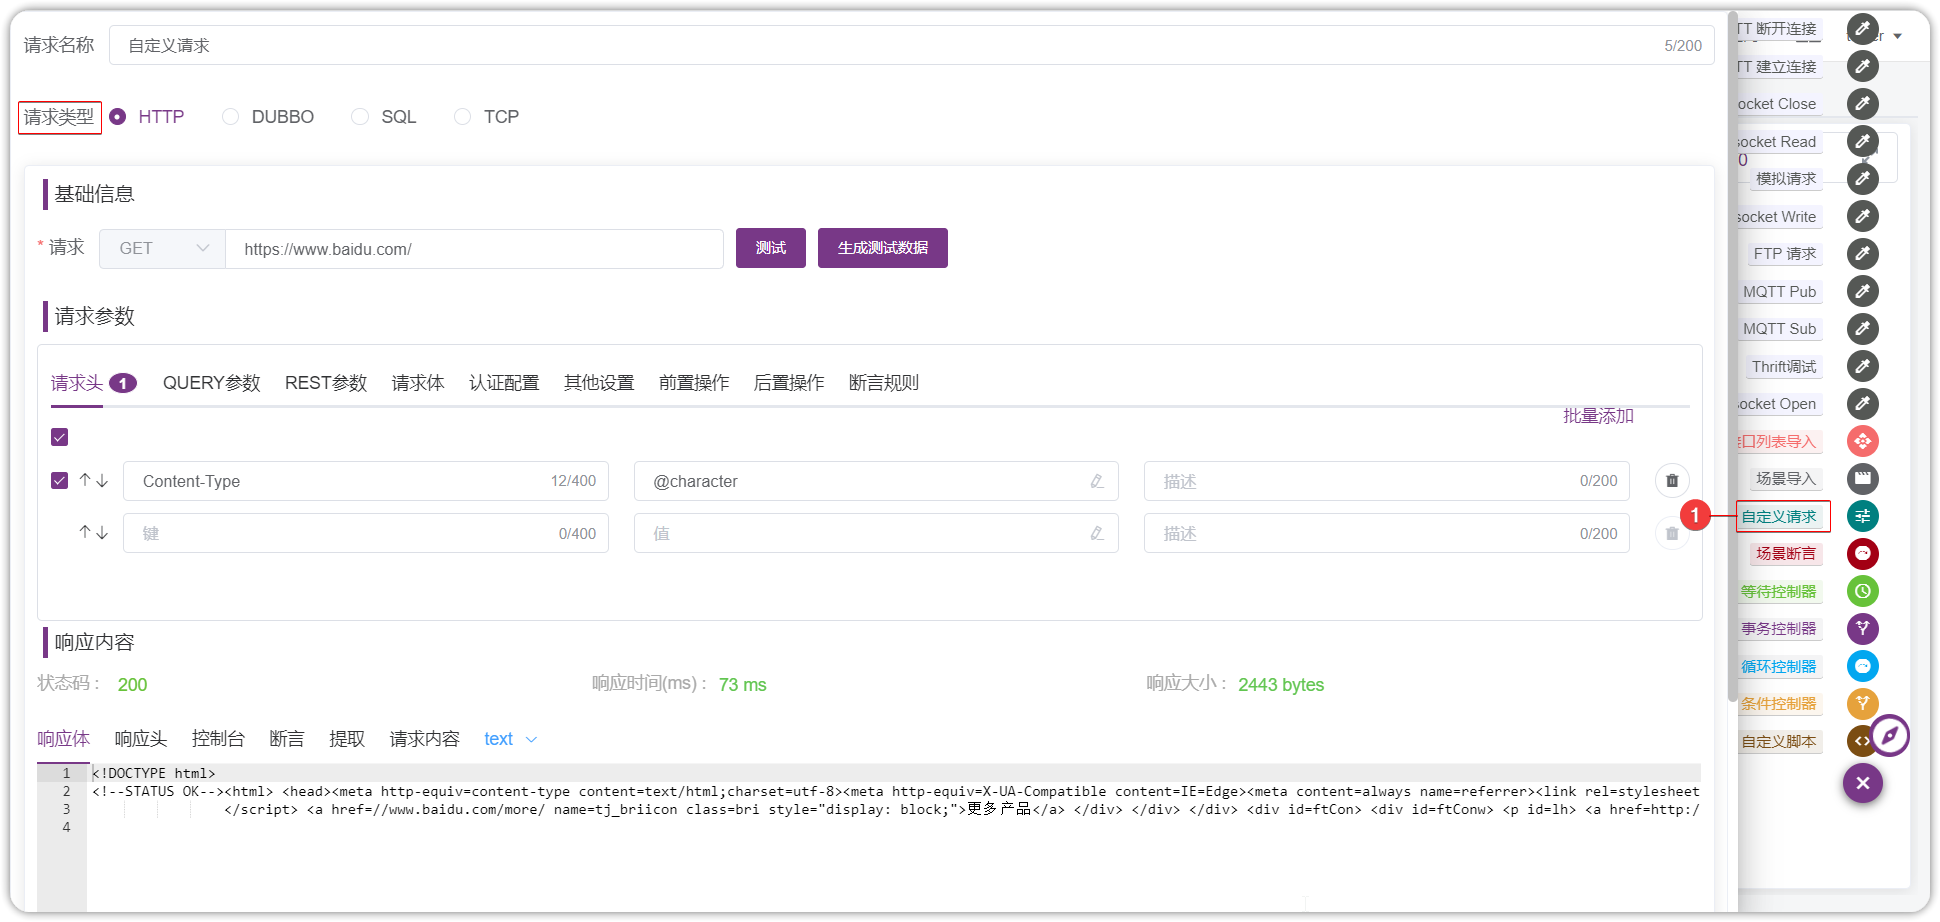 请求名称
自定义请求
5/200
请求类型
HTTP
DUBBO
SQL
TCP
基础信息
* 请求
GET
https://www.baidu.com/
测试
生成测试数据
请求参数
请求头 1
QUERY参数
REST参数
请求体
认证配置
其他设置
前置操作
后置操作
断言规则
批量添加
Content-Type
12/400
@character
描述
0/200
键
0/400
值
描述
0/200
响应内容
状态码：
200
响应时间(ms)：
73 ms
响应大小：
2443 bytes
响应体
响应头
控制台
断言
提取
请求内容
text
1
<!DOCTYPE html>
2
<!--STATUS OK--><html> <head><meta http-equiv=content-type content=text/html;charset=utf-8><meta http-equiv=X-UA-Compatible content=IE=Edge><meta content=always name=referrer><link rel=stylesheet
3
</script> <a href=//www.baidu.com/more/ name=tj_briicon class=bri style="display: block;">更多产品</a> </div> </div> </div> <div id=ftCon> <div id=ftConw> <p id=lh> <a href=http:/
4
TT 断开连接
TT 建立连接
ocket Close
socket Read
模拟请求
socket Write
FTP 请求
MQTT Pub
MQTT Sub
Thrift调试
socket Open
口列表导入
场景导入
1
自定义请求
场景断言
等待控制器
事务控制器
循环控制器
条件控制器
自定义脚本